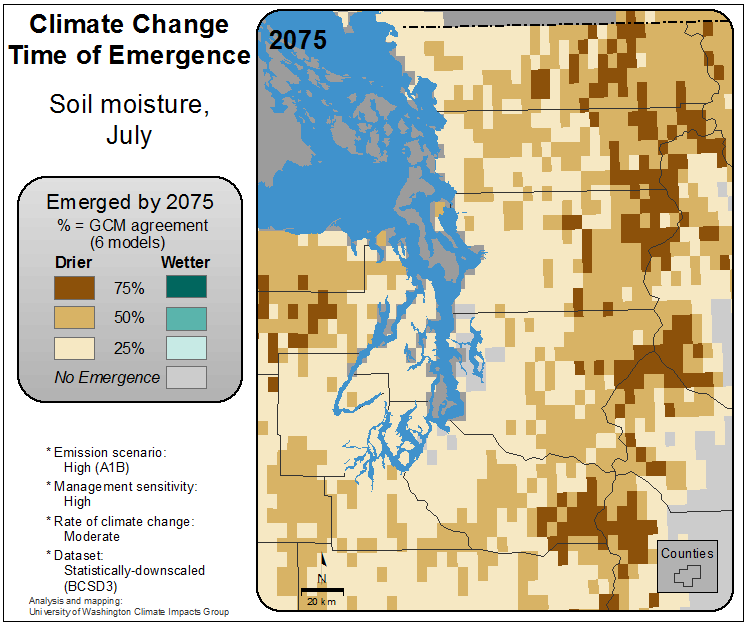 Climate Change
Time of Emergence
Soil moisture,
July
Emerged by 2075
% = GCM agreement
(6 models)
Drier Wetter
75%
50%
25%
No Emergence
* Emission scenario:
High (A1B)
* Management sensitivity:
High
* Rate of climate change:
Moderate
* Dataset:
Statistically-downscaled
(BCSD3)
Analysis and mapping:
University of Washington Climate Impacts Group
2075
N
20 km
Counties